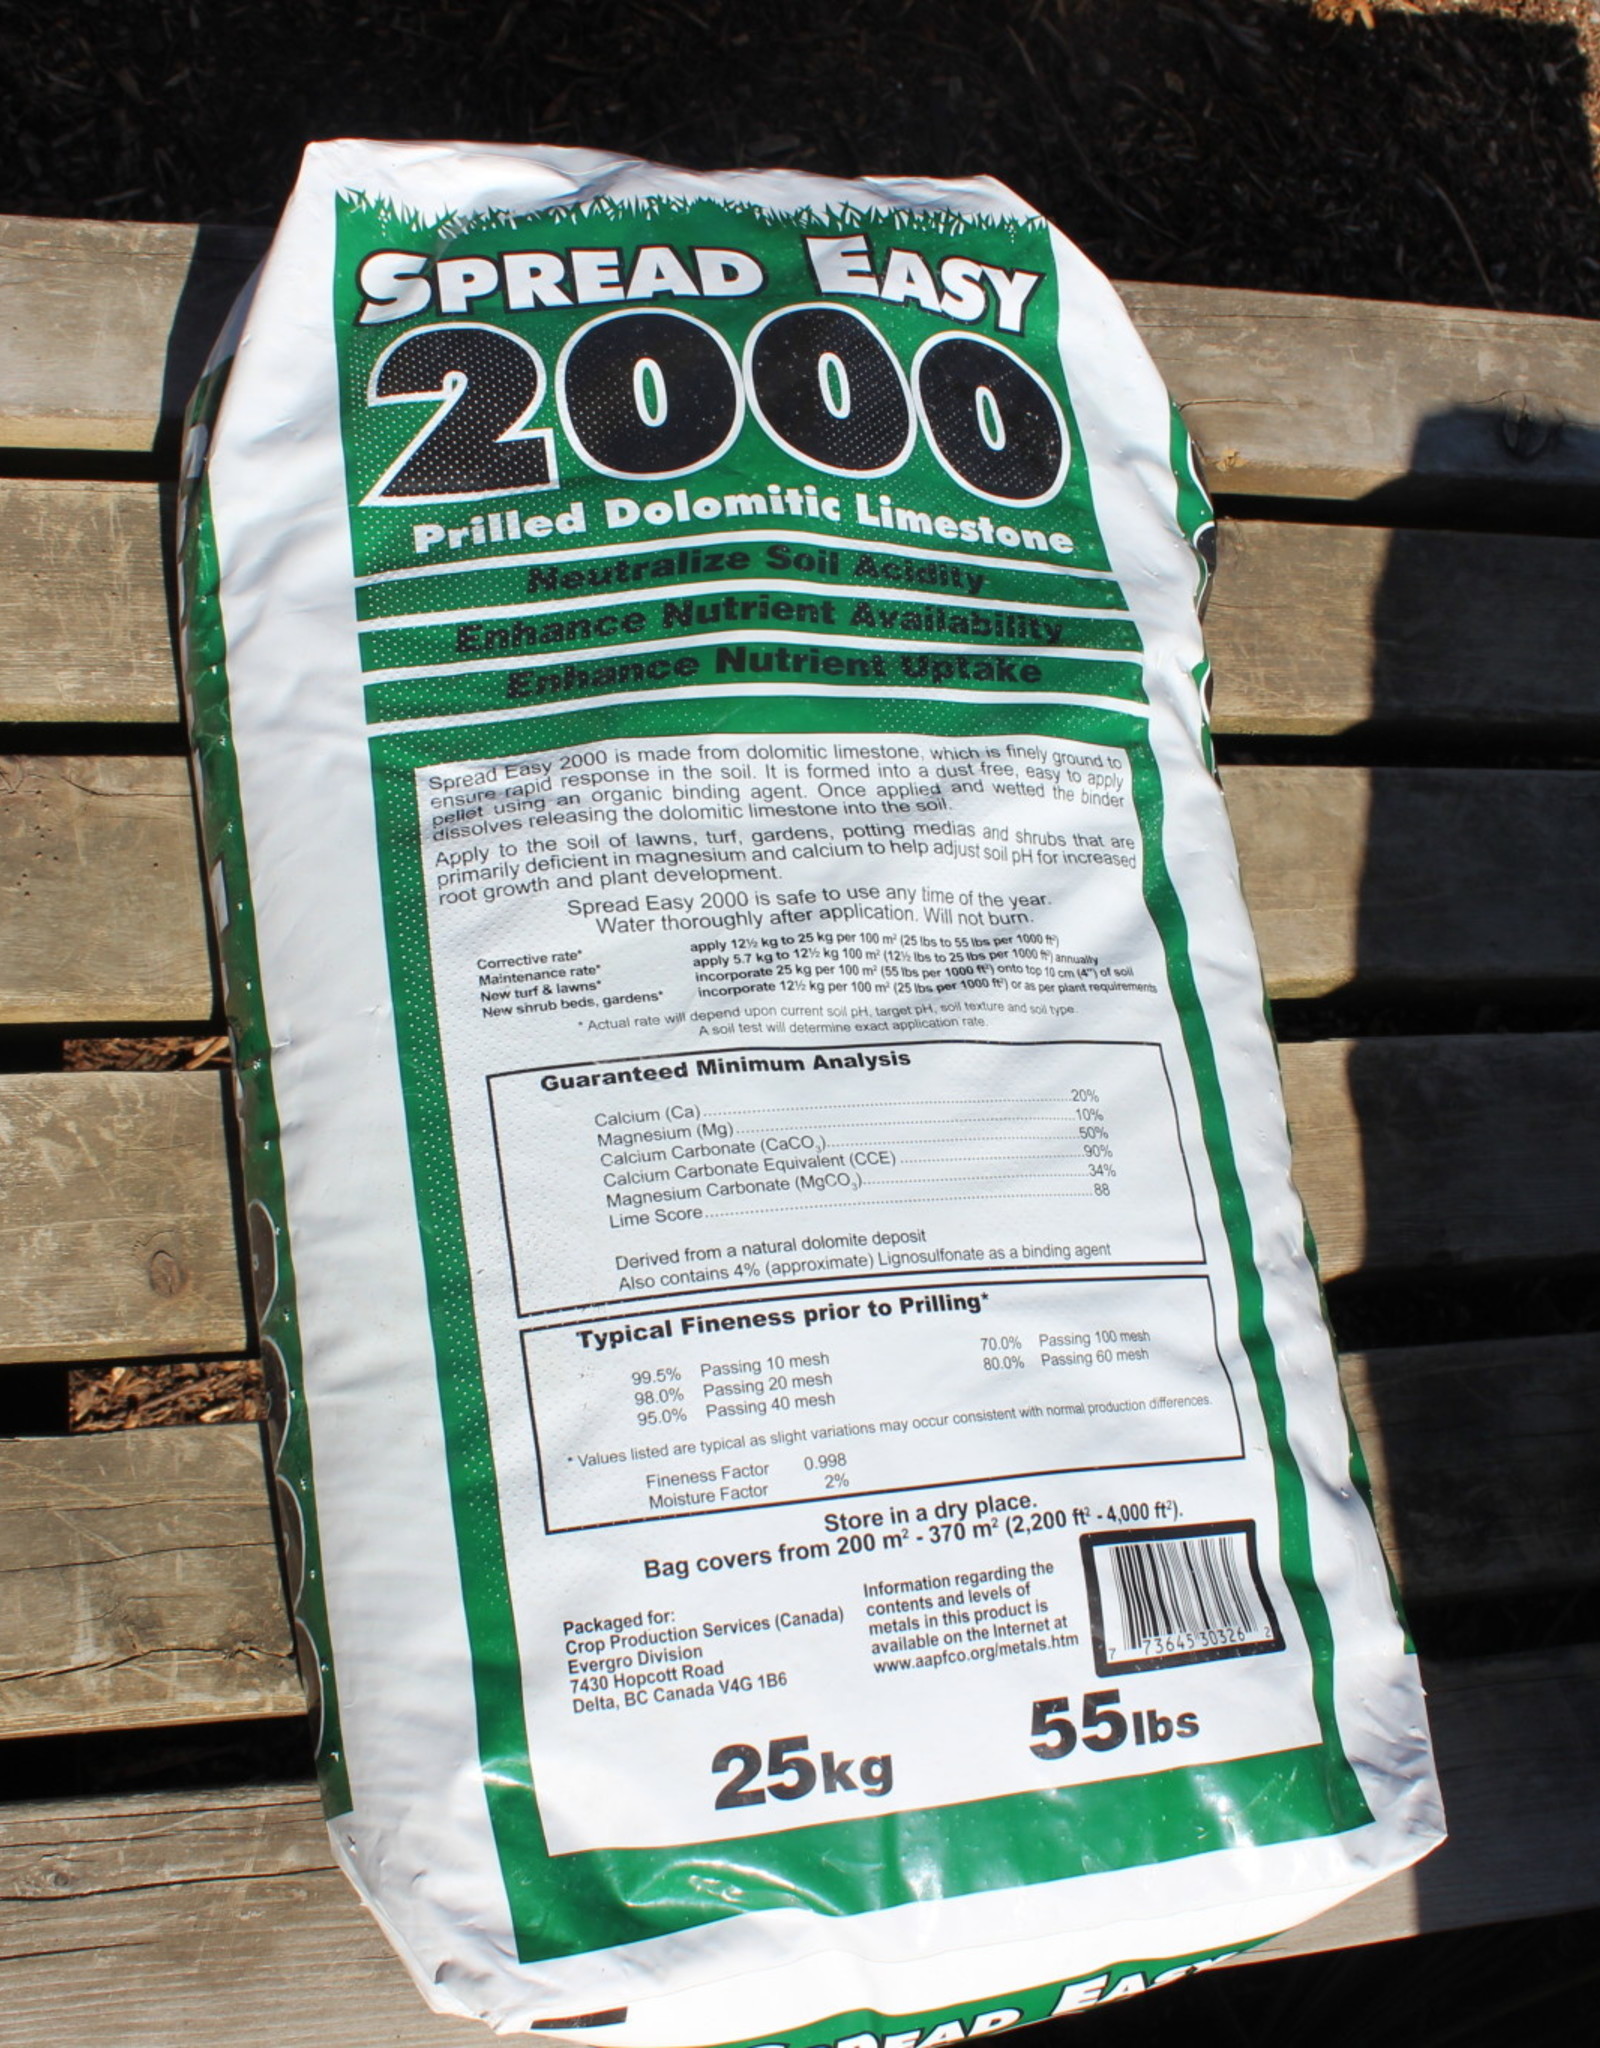 SPREAD EASY
2000
Prilled Dolomitic Limestone
Neutralize Soil Acidity
Enhance Nutrient Availability
Enhance Nutrient Uptake
Spread Easy 2000 is made from dolomitic limestone, which is finely ground to
ensure rapid response in the soil. It is formed into a dust free, easy to apply
pellet using an organic binding agent. Once applied and wetted the binder
dissolves releasing the dolomitic limestone into the soil.
Apply to the soil of lawns, turf, gardens, potting medias and shrubs that are
primarily deficient in magnesium and calcium to help adjust soil pH for increased
root growth and plant development.
Spread Easy 2000 is safe to use any time of the year.
Water thoroughly after application. Will not burn.
Corrective rate* apply 12½ kg to 25 kg per 100 m² (25 lbs to 55 lbs per 1000 ft²)
Maintenance rate* apply 5.7 kg to 12½ kg 100 m² (12½ lbs to 25 lbs per 1000 ft²) annually
New turf & lawns* incorporate 25 kg per 100 m² (55 lbs per 1000 ft²) onto top 10 cm (4") of soil
New shrub beds, gardens* incorporate 12½ kg per 100 m² (25 lbs per 1000 ft²) or as per plant requirements
* Actual rate will depend upon current soil pH, target pH, soil texture and soil type.
A soil test will determine exact application rate.
Guaranteed Minimum Analysis
Calcium (Ca) 20%
Magnesium (Mg) 10%
Calcium Carbonate (CaCO₃) 50%
Calcium Carbonate Equivalent (CCE) 90%
Magnesium Carbonate (MgCO₃) 34%
Lime Score 88
Derived from a natural dolomite deposit
Also contains 4% (approximate) Lignosulfonate as a binding agent
Typical Fineness prior to Prilling*
99.5% Passing 10 mesh 70.0% Passing 100 mesh
98.0% Passing 20 mesh 80.0% Passing 60 mesh
95.0% Passing 40 mesh
* Values listed are typical as slight variations may occur consistent with normal production differences.
Fineness Factor 0.998
Moisture Factor 2%
Store in a dry place.
Bag covers from 200 m² - 370 m² (2,200 ft² - 4,000 ft²).
Packaged for:
Crop Production Services (Canada)
Evergro Division
7430 Hopcott Road
Delta, BC Canada V4G 1B6
Information regarding the
contents and levels of
metals in this product is
available on the Internet at
www.aapfco.org/metals.htm
7 73645 30326 2
25kg 55lbs
SPREAD EASY